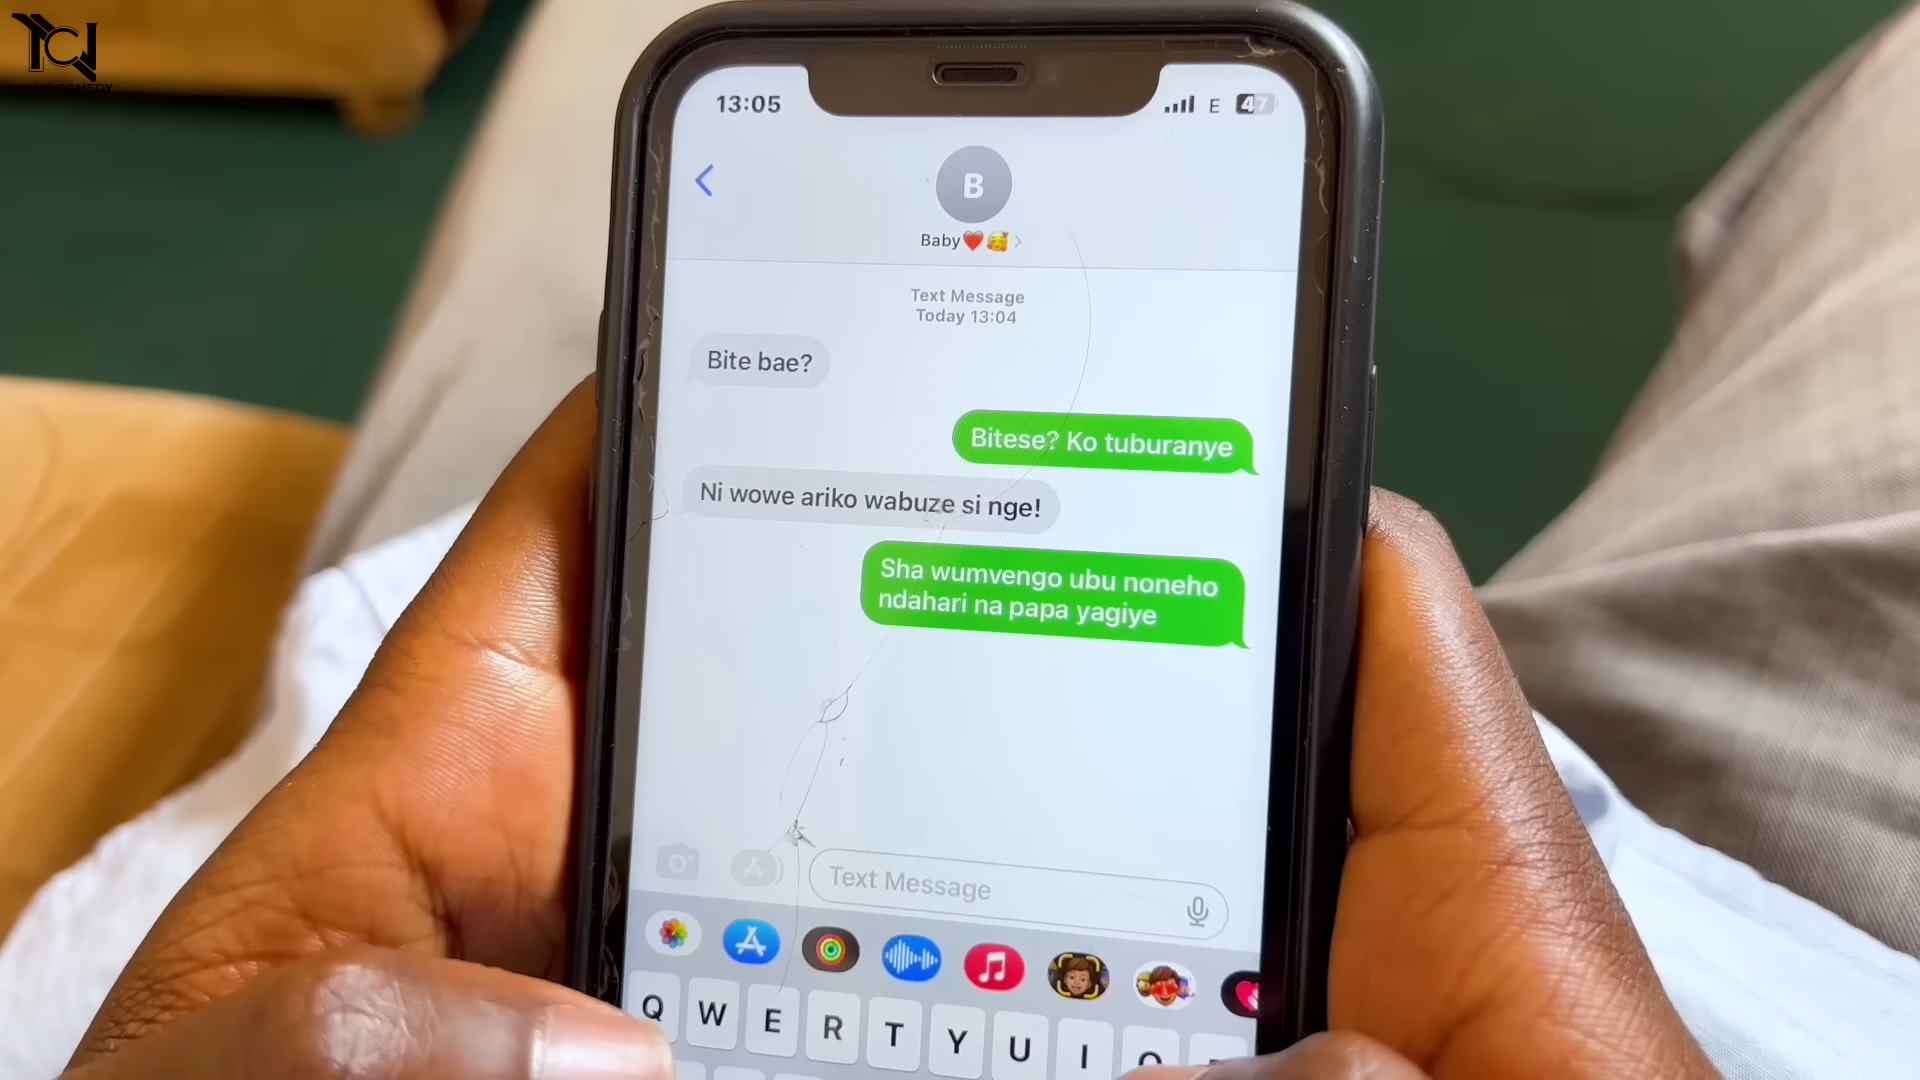 13:05
E
47
B
Baby❤️🥰
Text Message
Today 13:04
Bite bae?
Bitese? Ko tuburanye
Ni wowe ariko wabuze si nge!
Sha wumvengo ubu noneho
ndahari na papa yagiye
Text Message
Q W E R T Y U I O